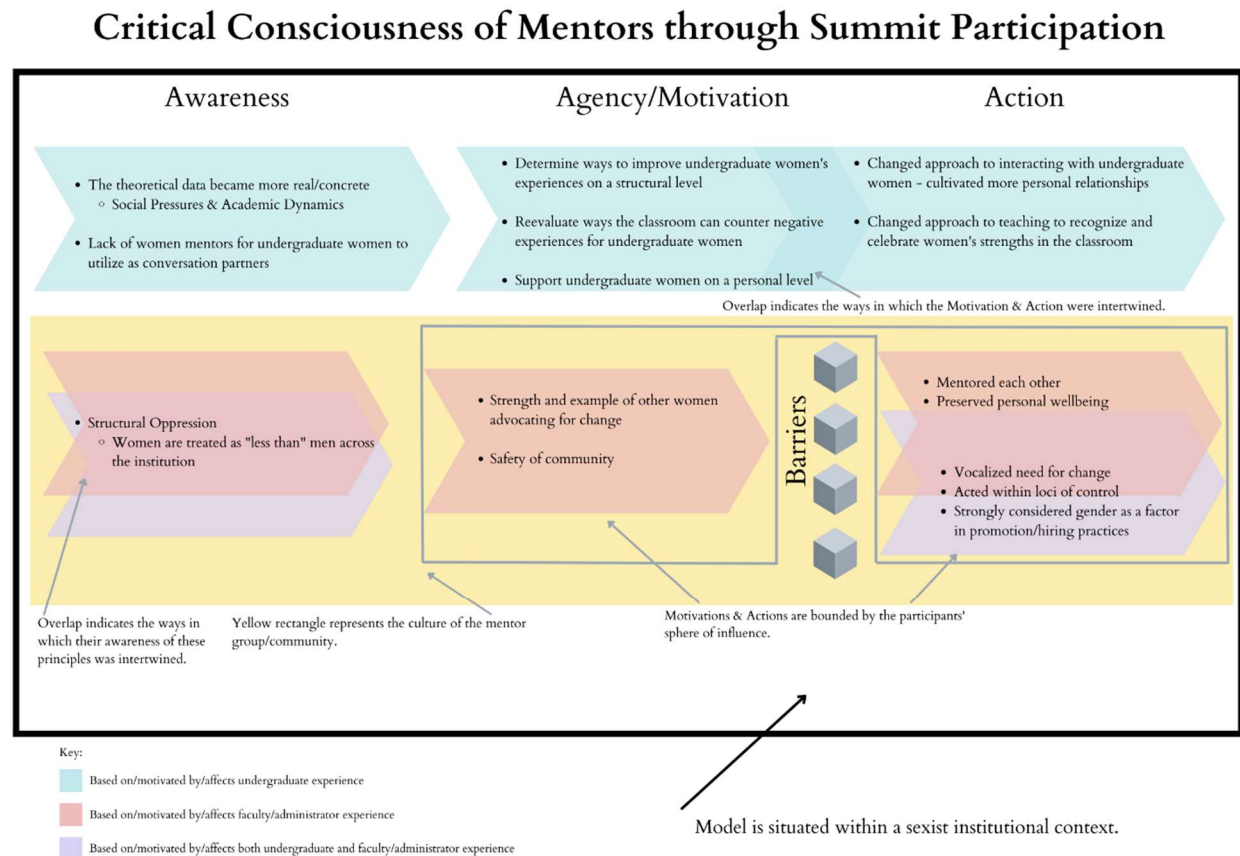 Critical Consciousness of Mentors through Summit Participation
Awareness
Agency/Motivation
Action
• The theoretical data became more real/concrete
◦ Social Pressures & Academic Dynamics
• Lack of women mentors for undergraduate women to
utilize as conversation partners
• Determine ways to improve undergraduate women's
experiences on a structural level
• Reevaluate ways the classroom can counter negative
experiences for undergraduate women
• Support undergraduate women on a personal level
• Changed approach to interacting with undergraduate
women - cultivated more personal relationships
• Changed approach to teaching to recognize and
celebrate women's strengths in the classroom
Overlap indicates the ways in which the Motivation & Action were intertwined.
• Structural Oppression
◦ Women are treated as "less than" men across
the institution
• Strength and example of other women
advocating for change
• Safety of community
Barriers
• Mentored each other
• Preserved personal wellbeing
• Vocalized need for change
• Acted within loci of control
• Strongly considered gender as a factor
in promotion/hiring practices
Overlap indicates the ways in
which their awareness of these
principles was intertwined.
Yellow rectangle represents the culture of the mentor
group/community.
Motivations & Actions are bounded by the participants'
sphere of influence.
Key:
Based on/motivated by/affects undergraduate experience
Based on/motivated by/affects faculty/administrator experience
Based on/motivated by/affects both undergraduate and faculty/administrator experience
Model is situated within a sexist institutional context.